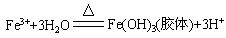 Fe³⁺+3H₂O ≜ Fe(OH)₃(胶体)+3H⁺